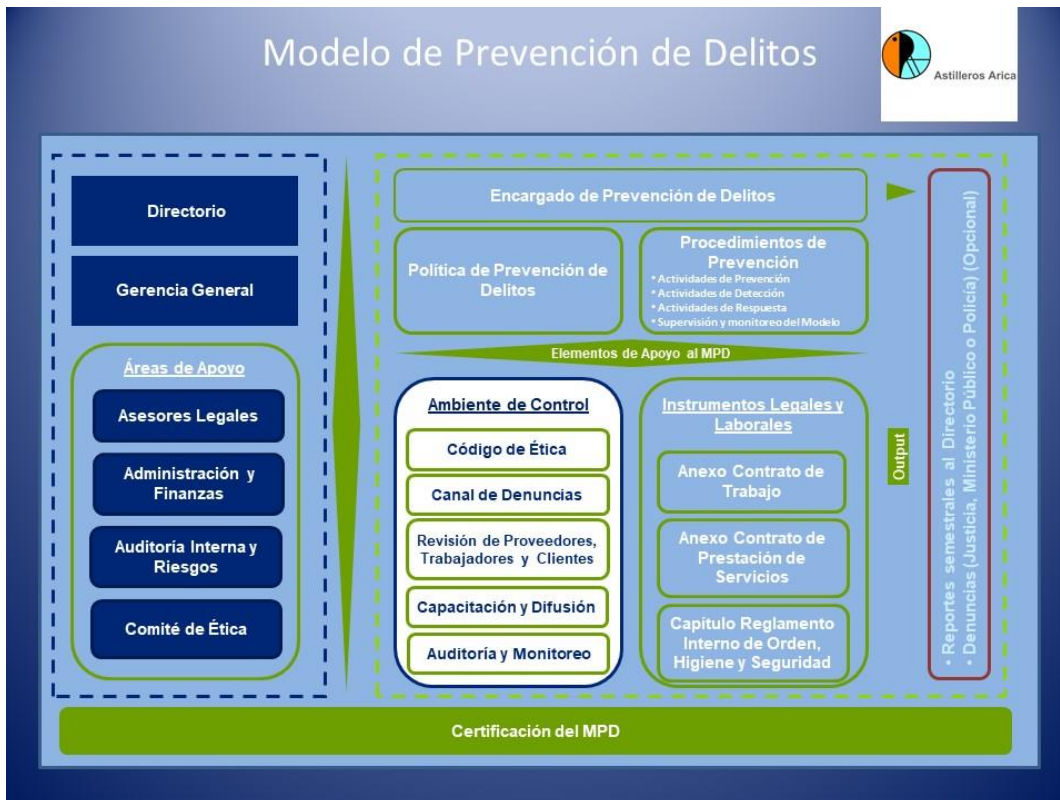 Modelo de Prevención de Delitos
Astilleros Arica
Directorio
Gerencia General
Áreas de Apoyo
Asesores Legales
Administración y
Finanzas
Auditoría Interna y
Riesgos
Comité de Ética
Encargado de Prevención de Delitos
Política de Prevención de
Delitos
Procedimientos de
Prevención
• Actividades de Prevención
• Actividades de Detección
• Actividades de Respuesta
• Supervisión y monitoreo del Modelo
Elementos de Apoyo al MPD
Ambiente de Control
Código de Ética
Canal de Denuncias
Revisión de Proveedores,
Trabajadores y Clientes
Capacitación y Difusión
Auditoría y Monitoreo
Instrumentos Legales y
Laborales
Anexo Contrato de
Trabajo
Anexo Contrato de
Prestación de
Servicios
Capitulo Reglamento
Interno de Orden,
Higiene y Seguridad
Output
• Reportes semestrales al Directorio
• Denuncias (Justicia, Ministerio Público o Policía) (Opcional)
Certificación del MPD